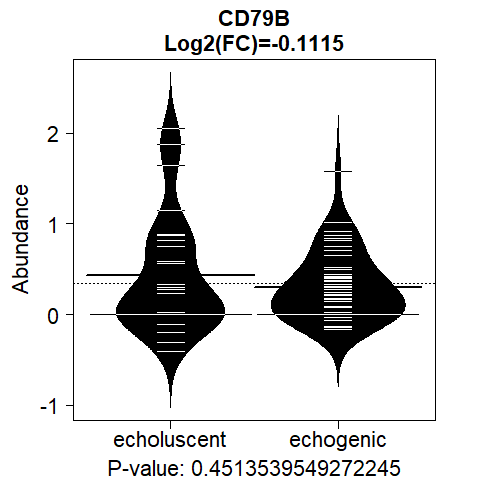 CD79B
Log2(FC)=-0.1115
Abundance
2
1
0
-1
echoluscent
echogenic
P-value: 0.4513539549272245